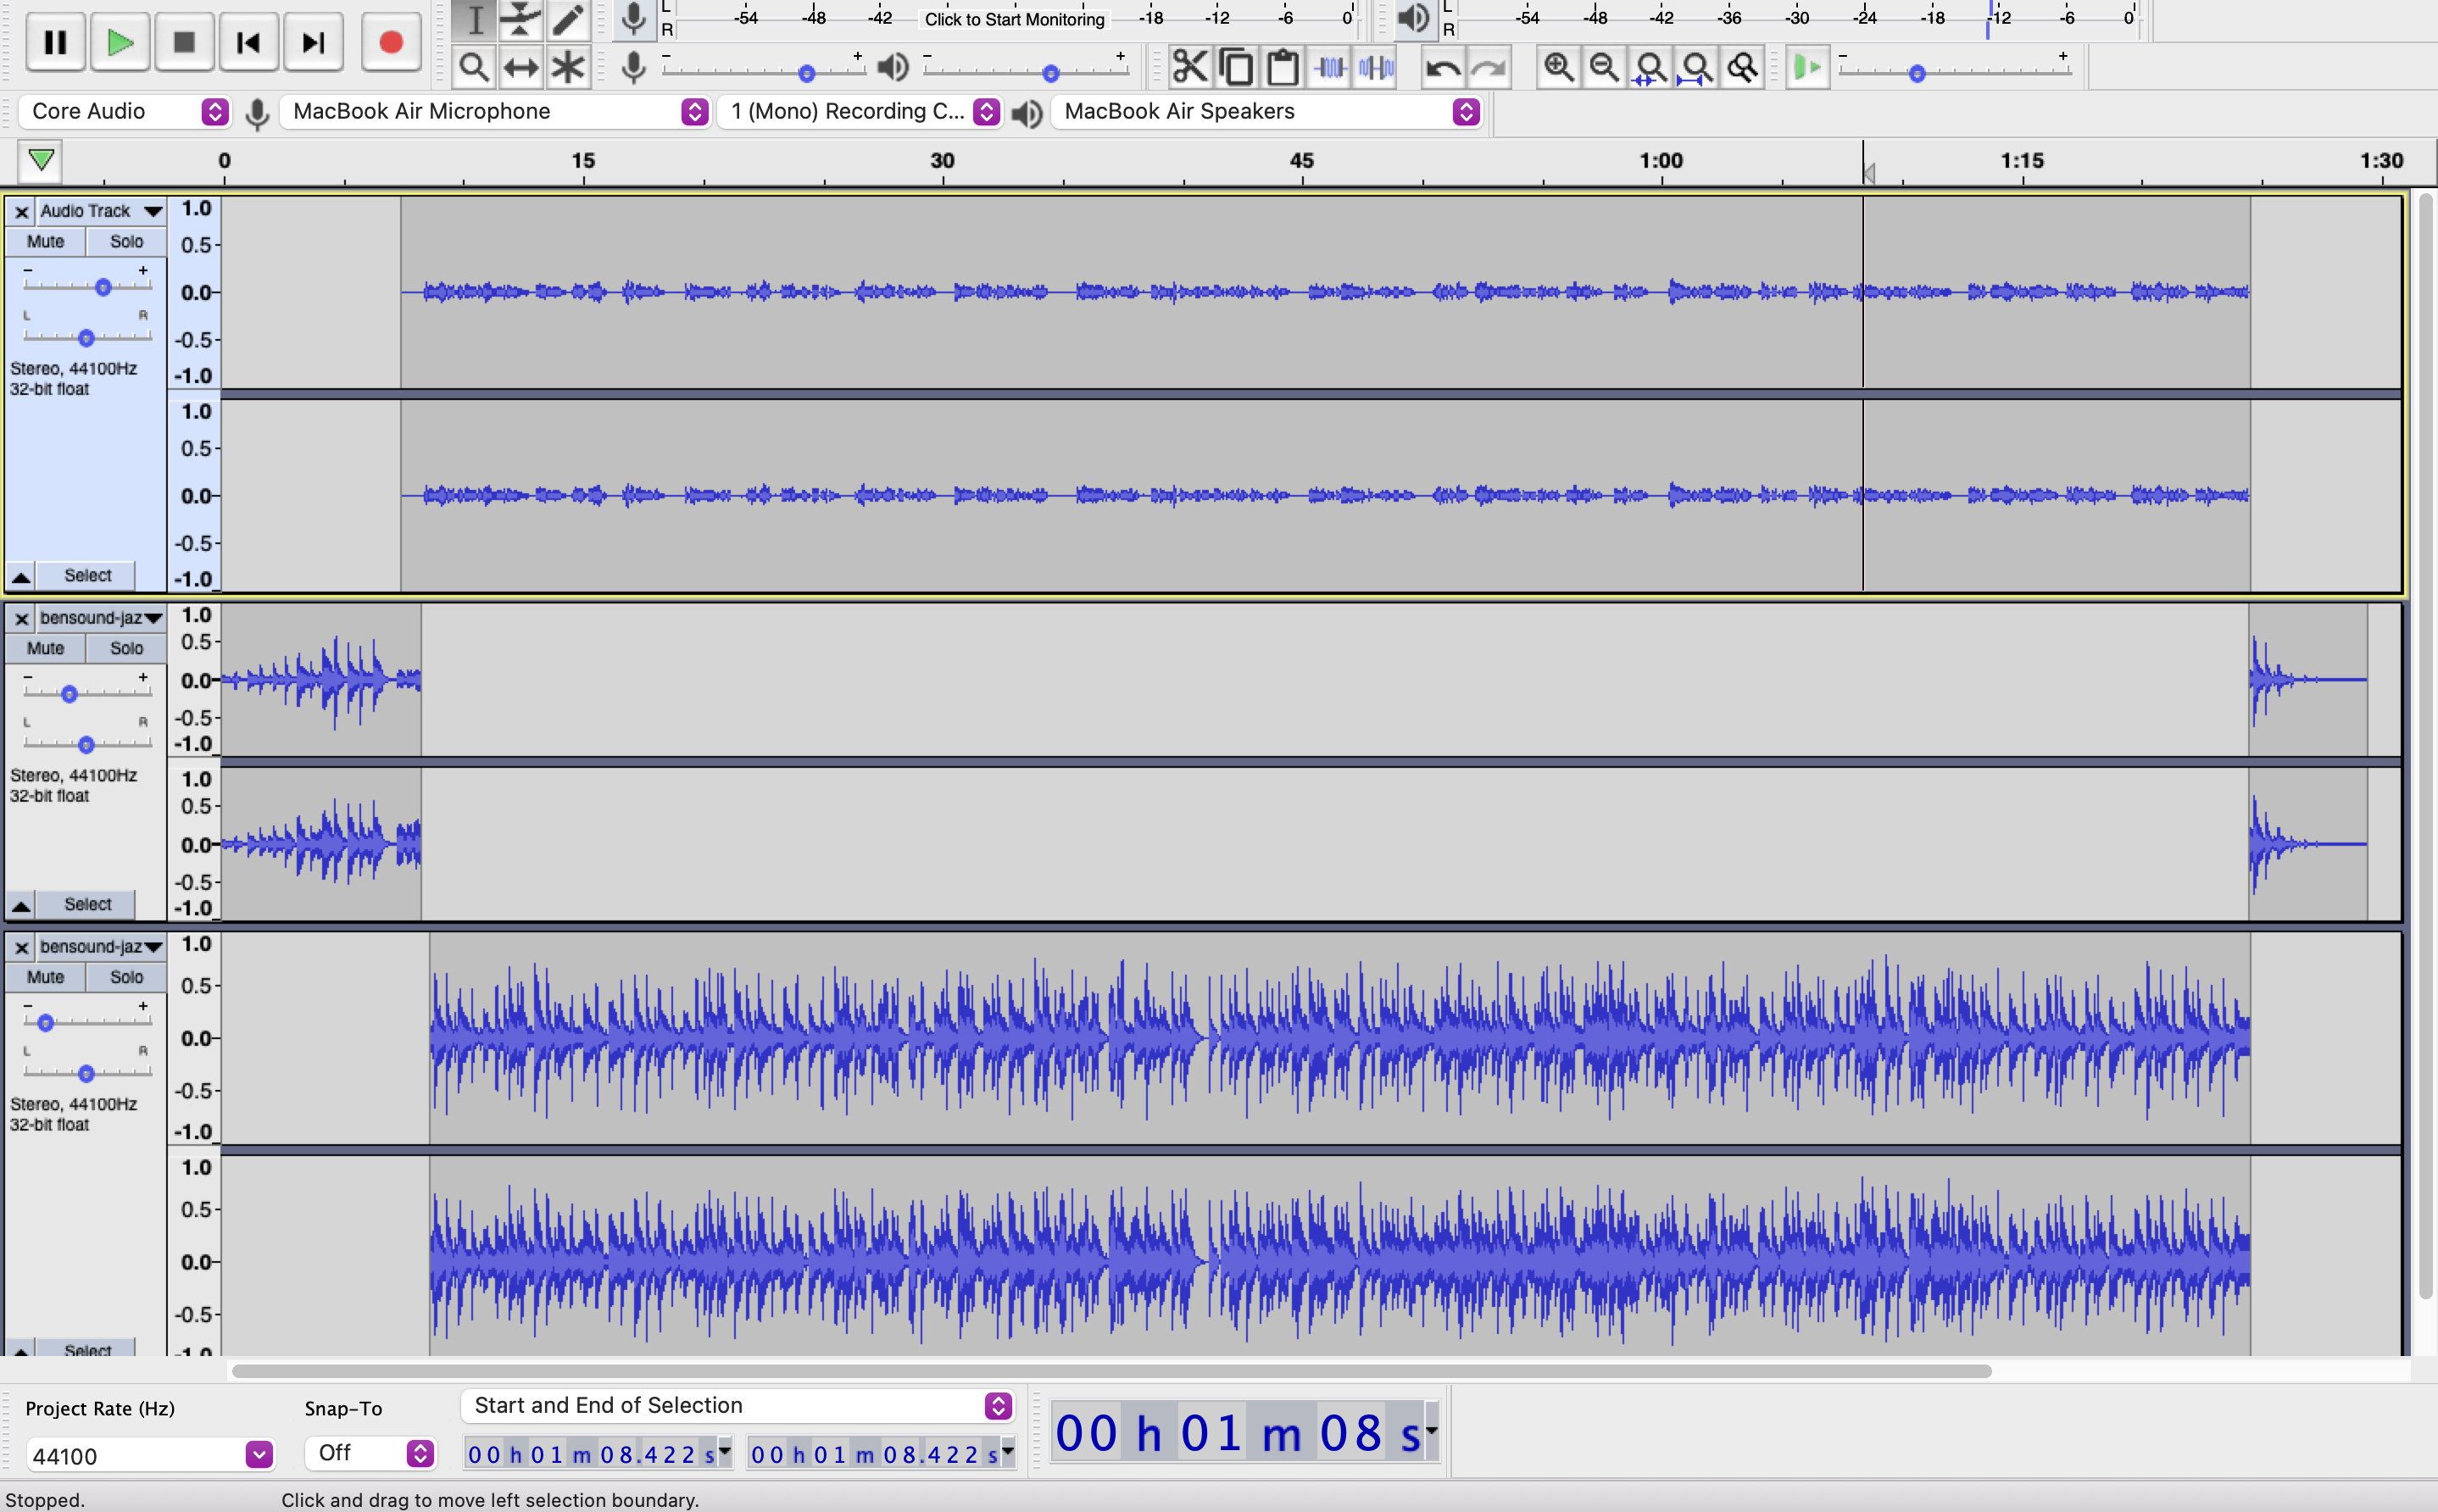 L
R
-54 -48 -42 Click to Start Monitoring -18 -12 -6 0
L
R
-54 -48 -42 -36 -30 -24 -18 -12 -6 0
- + - + - +
Core Audio MacBook Air Microphone 1 (Mono) Recording C... MacBook Air Speakers
0 15 30 45 1:00 1:15 1:30
Audio Track
Mute Solo
- +
L R
Stereo, 44100Hz
32-bit float
Select
1.0
0.5
0.0
-0.5
-1.0
1.0
0.5
0.0
-0.5
-1.0
bensound-jaz
Mute Solo
- +
L R
Stereo, 44100Hz
32-bit float
Select
1.0
0.5
0.0
-0.5
-1.0
1.0
0.5
0.0
-0.5
-1.0
bensound-jaz
Mute Solo
- +
L R
Stereo, 44100Hz
32-bit float
Select
1.0
0.5
0.0
-0.5
-1.0
1.0
0.5
0.0
-0.5
-1.0
Project Rate (Hz) Snap-To Start and End of Selection
44100 Off 00 h 01 m 08.422 s 00 h 01 m 08.422 s
00 h 01 m 08 s
Stopped. Click and drag to move left selection boundary.